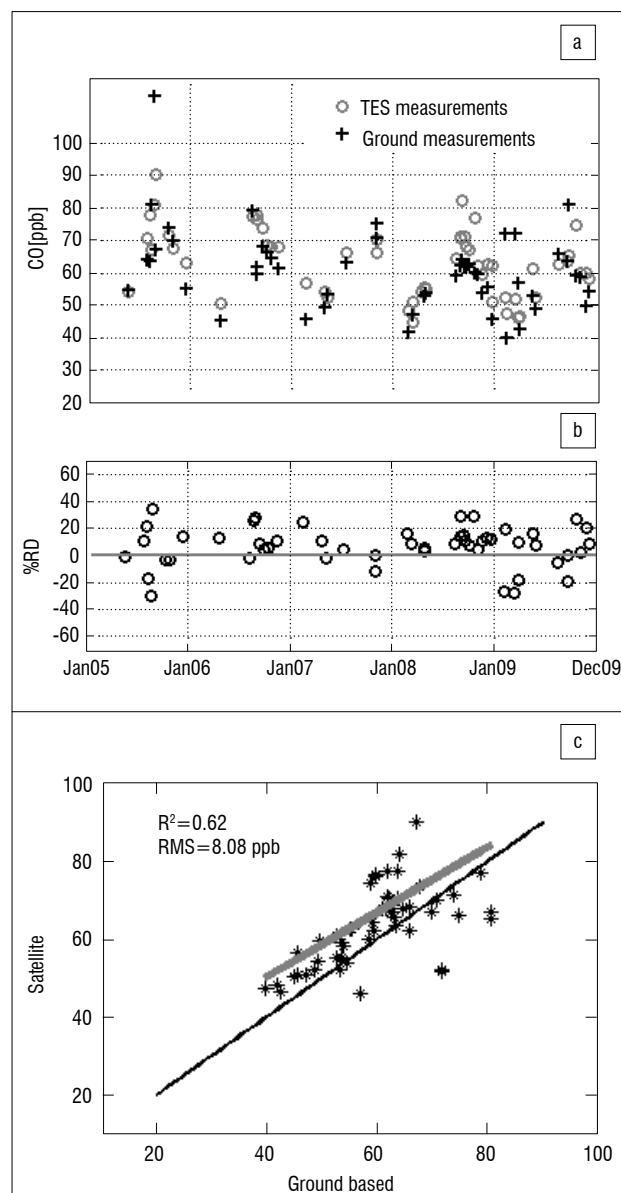 a
TES measurements
Ground measurements
CO[ppb]
100
90
80
70
60
50
40
30
20
b
%RD
60
40
20
0
-20
-40
-60
Jan05 Jan06 Jan07 Jan08 Jan09 Dec09
c
R²=0.62
RMS=8.08 ppb
Satellite
100
80
60
40
20
20 40 60 80 100
Ground based